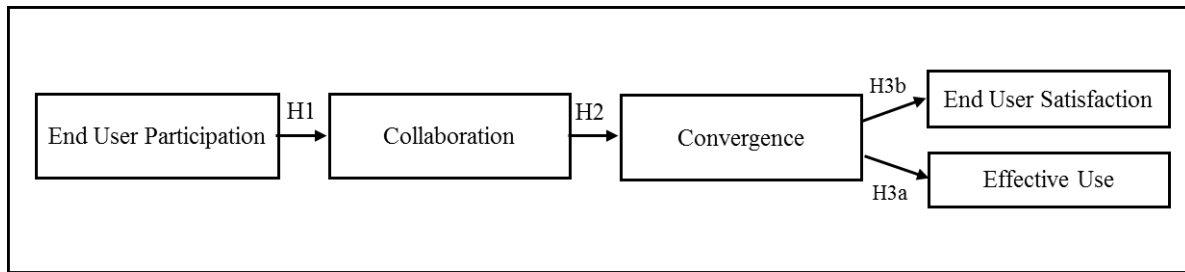 End User Participation
H1
Collaboration
H2
Convergence
H3b
End User Satisfaction
H3a
Effective Use